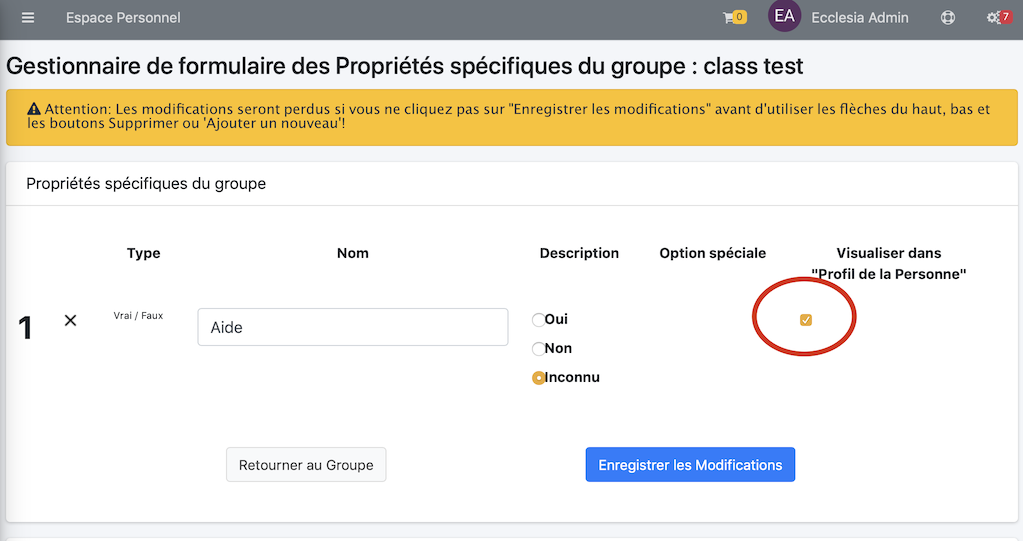 Espace Personnel
0
EA
Ecclesia Admin
7
Gestionnaire de formulaire des Propriétés spécifiques du groupe : class test
Attention: Les modifications seront perdus si vous ne cliquez pas sur "Enregistrer les modifications" avant d'utiliser les flèches du haut, bas et
les boutons Supprimer ou 'Ajouter un nouveau'!
Propriétés spécifiques du groupe
Type
Nom
Description
Option spéciale
Visualiser dans
"Profil de la Personne"
1
Vrai / Faux
Aide
Oui
Non
Inconnu
Retourner au Groupe
Enregistrer les Modifications